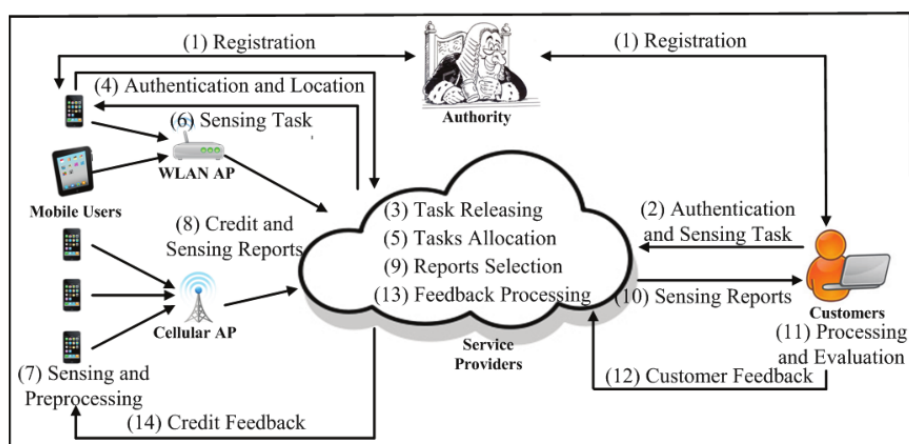 (1) Registration
(1) Registration
(4) Authentication and Location
(6) Sensing Task
Authority
WLAN AP
Mobile Users
(8) Credit and
Sensing Reports
(3) Task Releasing
(5) Tasks Allocation
(9) Reports Selection
(13) Feedback Processing
(2) Authentication
and Sensing Task
(10) Sensing Reports
Cellular AP
Customers
Service
Providers
(11) Processing
and Evaluation
(7) Sensing and
Preprocessing
(12) Customer Feedback
(14) Credit Feedback